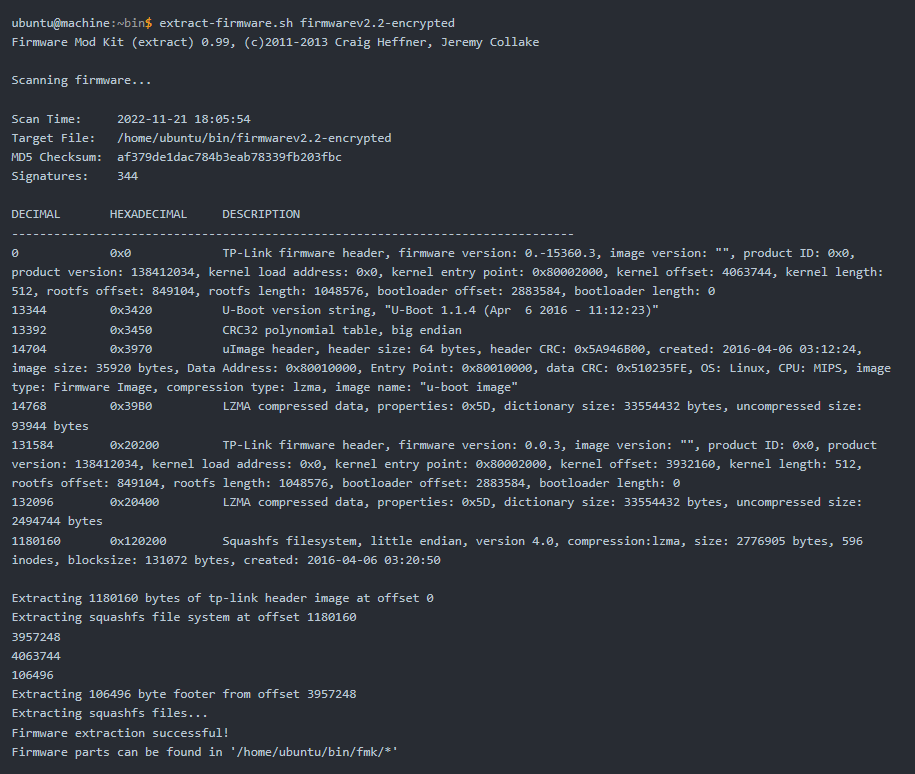 ubuntu@machine:~bin$ extract-firmware.sh firmwarev2.2-encrypted
Firmware Mod Kit (extract) 0.99, (c)2011-2013 Craig Heffner, Jeremy Collake
Scanning firmware...
Scan Time:     2022-11-21 18:05:54
Target File:   /home/ubuntu/bin/firmwarev2.2-encrypted
MD5 Checksum:  af379de1dac784b3eab78339fb203fbc
Signatures:    344
DECIMAL       HEXADECIMAL     DESCRIPTION
--------------------------------------------------------------------------------
0             0x0             TP-Link firmware header, firmware version: 0.-15360.3, image version: "", product ID: 0x0,
product version: 138412034, kernel load address: 0x0, kernel entry point: 0x80002000, kernel offset: 4063744, kernel length:
512, rootfs offset: 849104, rootfs length: 1048576, bootloader offset: 2883584, bootloader length: 0
13344         0x3420          U-Boot version string, "U-Boot 1.1.4 (Apr  6 2016 - 11:12:23)"
13392         0x3450          CRC32 polynomial table, big endian
14704         0x3970          uImage header, header size: 64 bytes, header CRC: 0x5A946B00, created: 2016-04-06 03:12:24,
image size: 35920 bytes, Data Address: 0x80010000, Entry Point: 0x80010000, data CRC: 0x510235FE, OS: Linux, CPU: MIPS, image
type: Firmware Image, compression type: lzma, image name: "u-boot image"
14768         0x39B0          LZMA compressed data, properties: 0x5D, dictionary size: 33554432 bytes, uncompressed size:
93944 bytes
131584        0x20200         TP-Link firmware header, firmware version: 0.0.3, image version: "", product ID: 0x0, product
version: 138412034, kernel load address: 0x0, kernel entry point: 0x80002000, kernel offset: 3932160, kernel length: 512,
rootfs offset: 849104, rootfs length: 1048576, bootloader offset: 2883584, bootloader length: 0
132096        0x20400         LZMA compressed data, properties: 0x5D, dictionary size: 33554432 bytes, uncompressed size:
2494744 bytes
1180160       0x120200        Squashfs filesystem, little endian, version 4.0, compression:lzma, size: 2776905 bytes, 596
inodes, blocksize: 131072 bytes, created: 2016-04-06 03:20:50
Extracting 1180160 bytes of tp-link header image at offset 0
Extracting squashfs file system at offset 1180160
3957248
4063744
106496
Extracting 106496 byte footer from offset 3957248
Extracting squashfs files...
Firmware extraction successful!
Firmware parts can be found in '/home/ubuntu/bin/fmk/*'